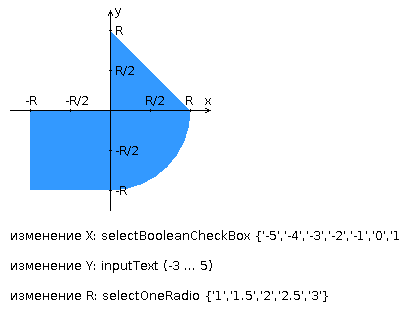 y
R
R/2
-R -R/2 R/2 R x
-R/2
-R
изменение X: selectBooleanCheckBox {'-5','-4','-3','-2','-1','0','1
изменение Y: inputText (-3 ... 5)
изменение R: selectOneRadio {'1','1.5','2','2.5','3'}